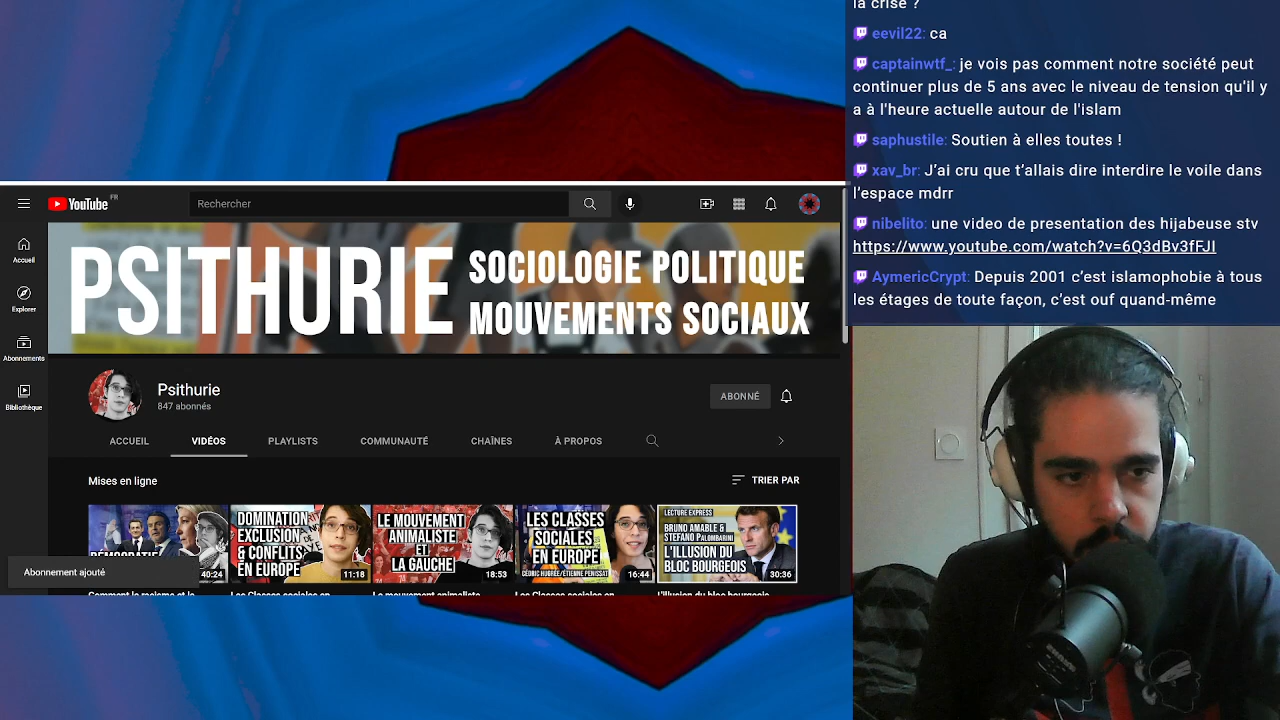 FR
YouTube
Rechercher
Accueil
Explorer
Abonnements
Bibliothèque
PSITHURIE
SOCIOLOGIE POLITIQUE
MOUVEMENTS SOCIAUX
Psithurie
847 abonnés
ABONNÉ
ACCUEIL
VIDÉOS
PLAYLISTS
COMMUNAUTÉ
CHAÎNES
À PROPOS
Mises en ligne
TRIER PAR
40:24
DOMINATION
EXCLUSION
& CONFLITS
EN EUROPE
11:18
LE MOUVEMENT
ANIMALISTE
ET
LA GAUCHE
18:53
LES CLASSES
SOCIALES
EN EUROPE
CÉDRIC HUGRÉE/ÉTIENNE PENISSAT
16:44
LECTURE EXPRESS
BRUNO AMABLE &
STEFANO PALOMBARINI
L'ILLUSION DU
BLOC BOURGEOIS
30:36
Abonnement ajouté
la crise ?
eevil22: ca
captainwtf_: je vois pas comment notre société peut
continuer plus de 5 ans avec le niveau de tension qu'il y
a à l'heure actuelle autour de l'islam
saphustile: Soutien à elles toutes !
xav_br: J’ai cru que t’allais dire interdire le voile dans
l’espace mdrr
nibelito: une video de presentation des hijabeuse stv
https://www.youtube.com/watch?v=6Q3dBv3fFJI
AymericCrypt: Depuis 2001 c’est islamophobie à tous
les étages de toute façon, c’est ouf quand-même